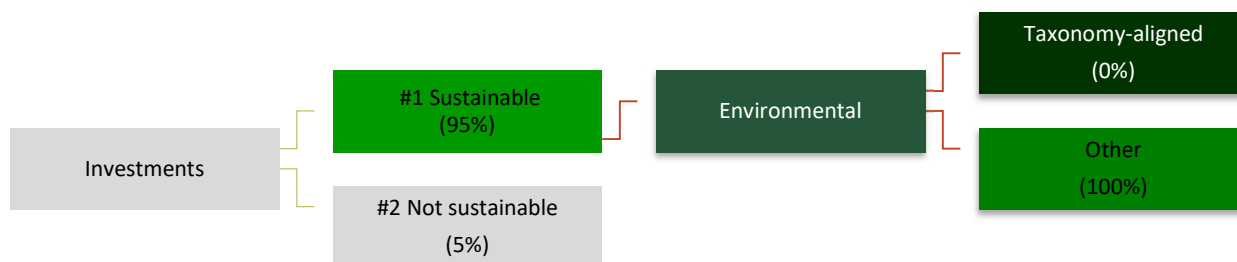 Investments
#1 Sustainable
(95%)
#2 Not sustainable
(5%)
Environmental
Taxonomy-aligned
(0%)
Other
(100%)